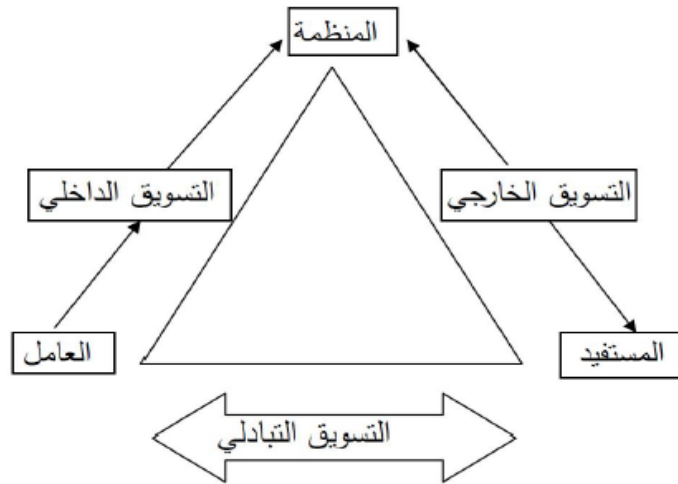 المنظمة
التسويق الخارجي
التسويق الداخلي
المستفيد
العامل
التسويق التبادلي